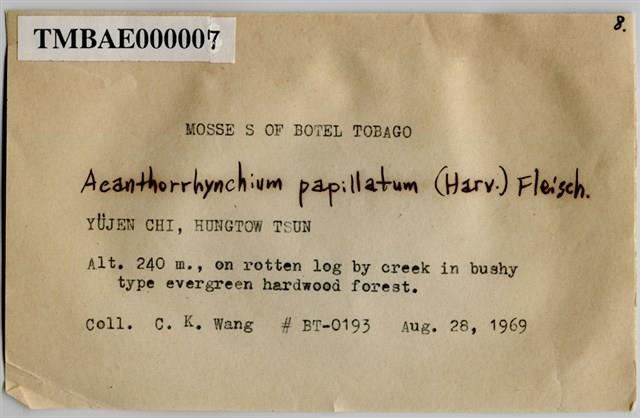 8.
TMBAE000007
MOSSE S OF BOTEL TOBAGO
Acanthorrhynchium papillatum (Harv.) Fleisch.
YÜJEN CHI, HUNGTOW TSUN
Alt. 240 m., on rotten log by creek in bushy
type evergreen hardwood forest.
Coll. C. K. Wang # BT-0193 Aug. 28, 1969